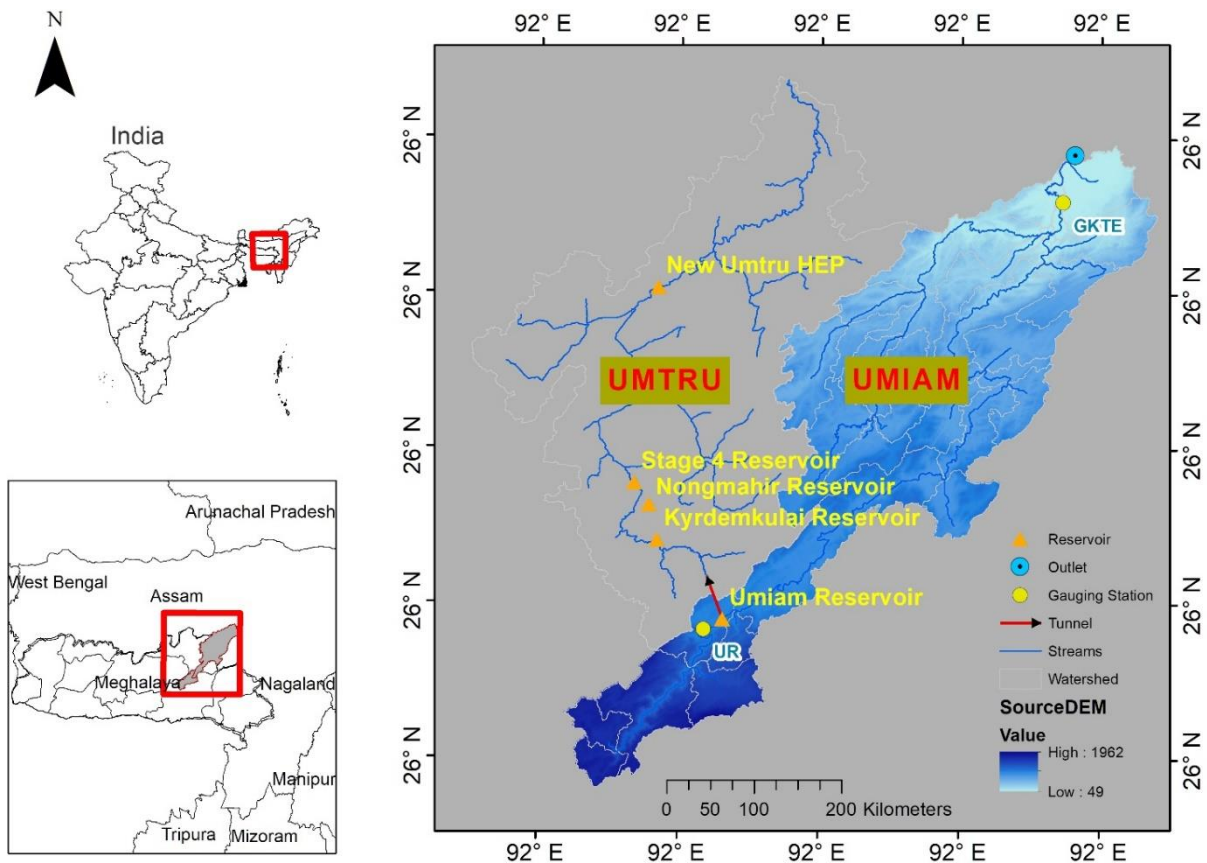 N
India
Arunachal Pradesh
West Bengal
Assam
Meghalaya
Nagaland
Manipur
Tripura
Mizoram
92° E 92° E 92° E 92° E 92° E
26° N 26° N
26° N 26° N
26° N 26° N
26° N 26° N
26° N 26° N
GKTE
New Umtru HEP
UMTRU
UMIAM
Stage 4 Reservoir
Nongmahir Reservoir
Kyrdemkulai Reservoir
Umiam Reservoir
UR
Reservoir
Outlet
Gauging Station
Tunnel
Streams
Watershed
SourceDEM
Value
High : 1962
Low : 49
0 50 100 200 Kilometers
92° E 92° E 92° E 92° E 92° E